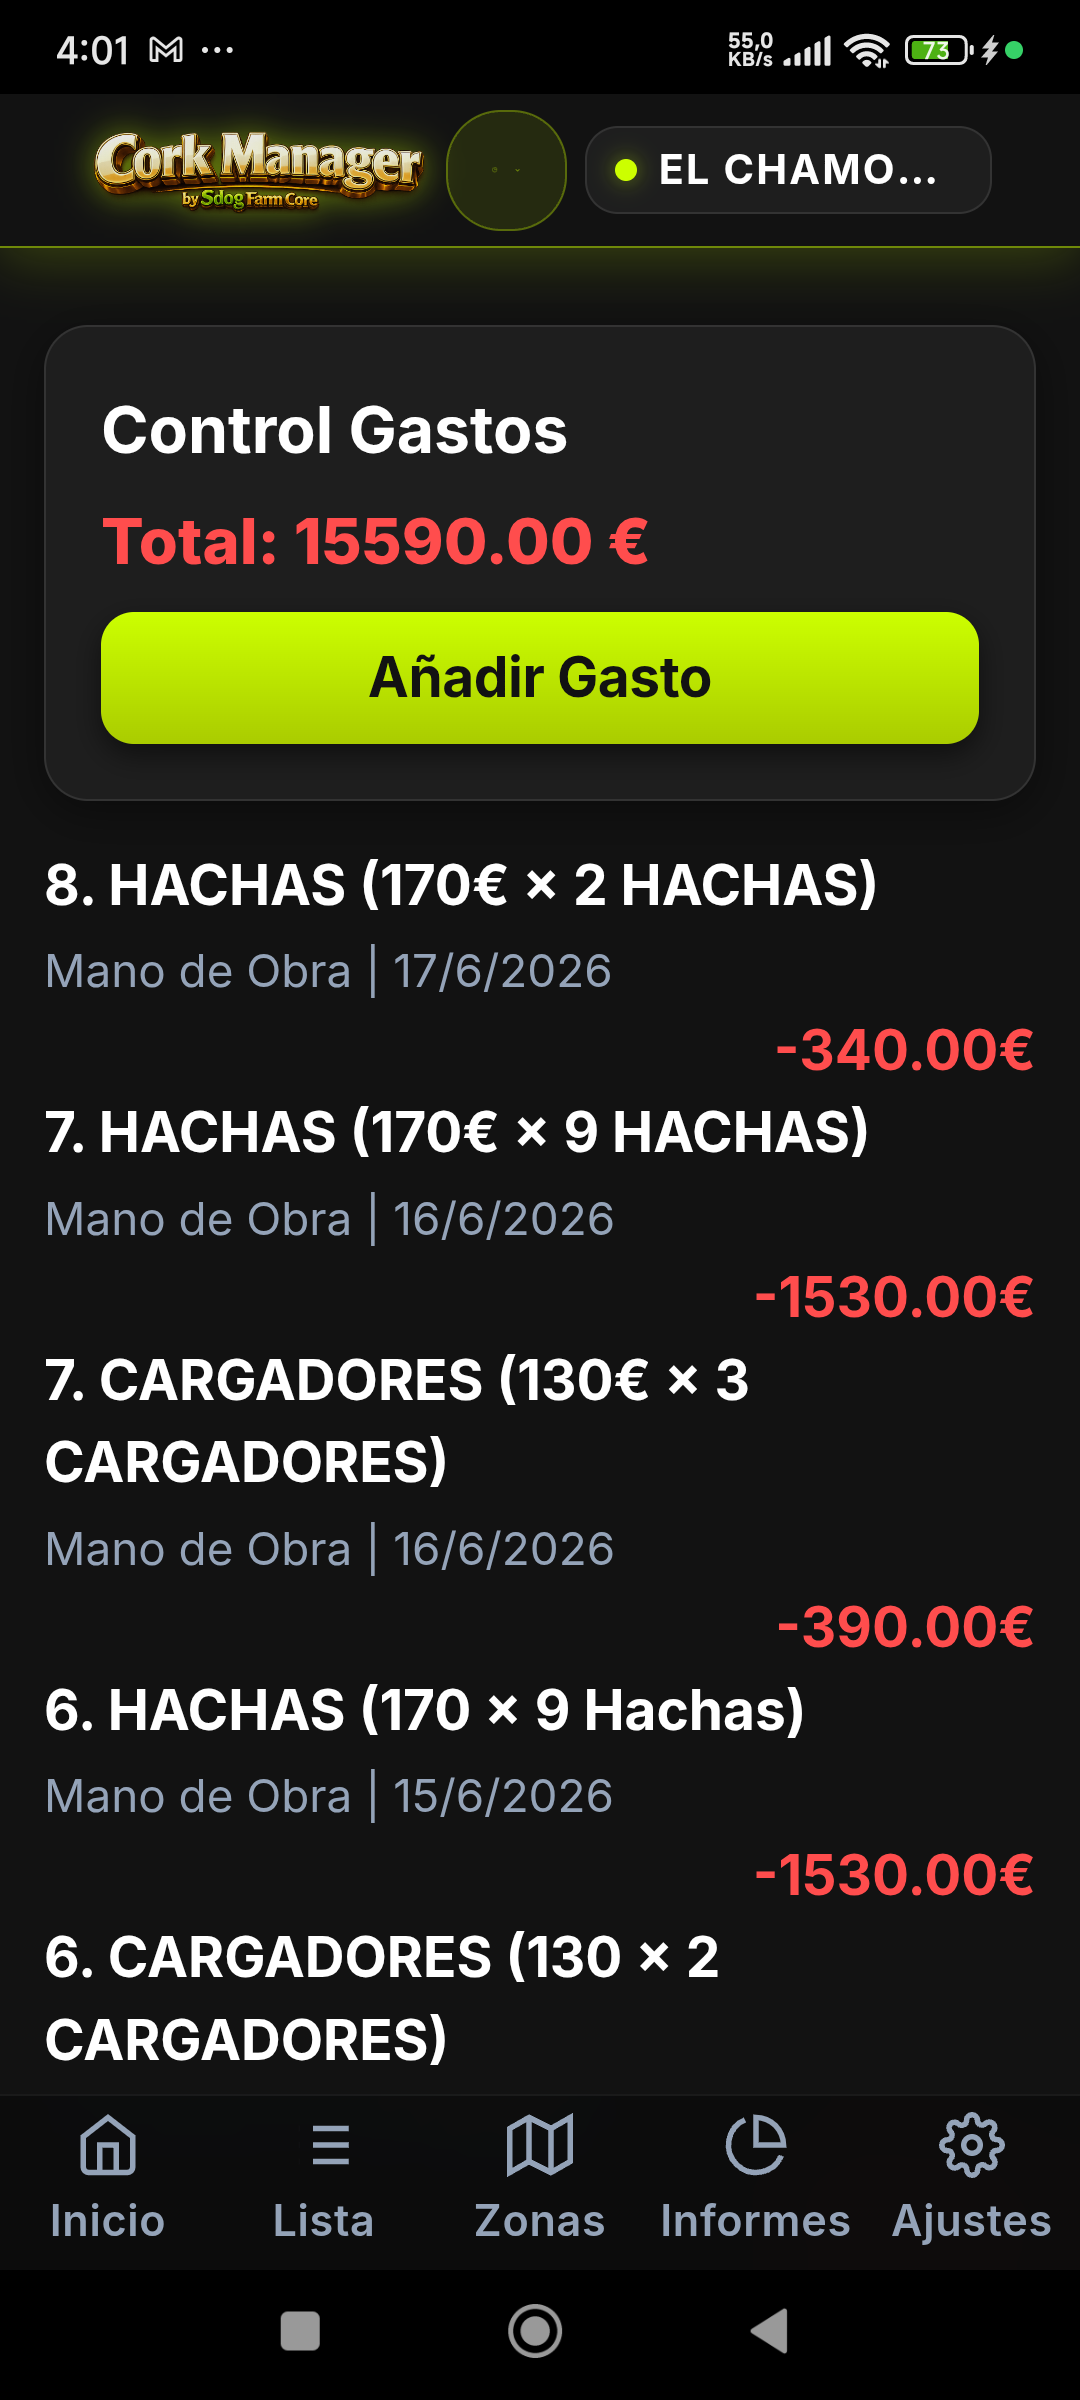 4:01
55,0
KB/s
73
Cork Manager
by Sdog Farm Core
EL CHAMO...
Control Gastos
Total: 15590.00 €
Añadir Gasto
8. HACHAS (170€ × 2 HACHAS)
Mano de Obra | 17/6/2026
-340.00€
7. HACHAS (170€ × 9 HACHAS)
Mano de Obra | 16/6/2026
-1530.00€
7. CARGADORES (130€ × 3
CARGADORES)
Mano de Obra | 16/6/2026
-390.00€
6. HACHAS (170 × 9 Hachas)
Mano de Obra | 15/6/2026
-1530.00€
6. CARGADORES (130 × 2
CARGADORES)
Inicio
Lista
Zonas
Informes
Ajustes